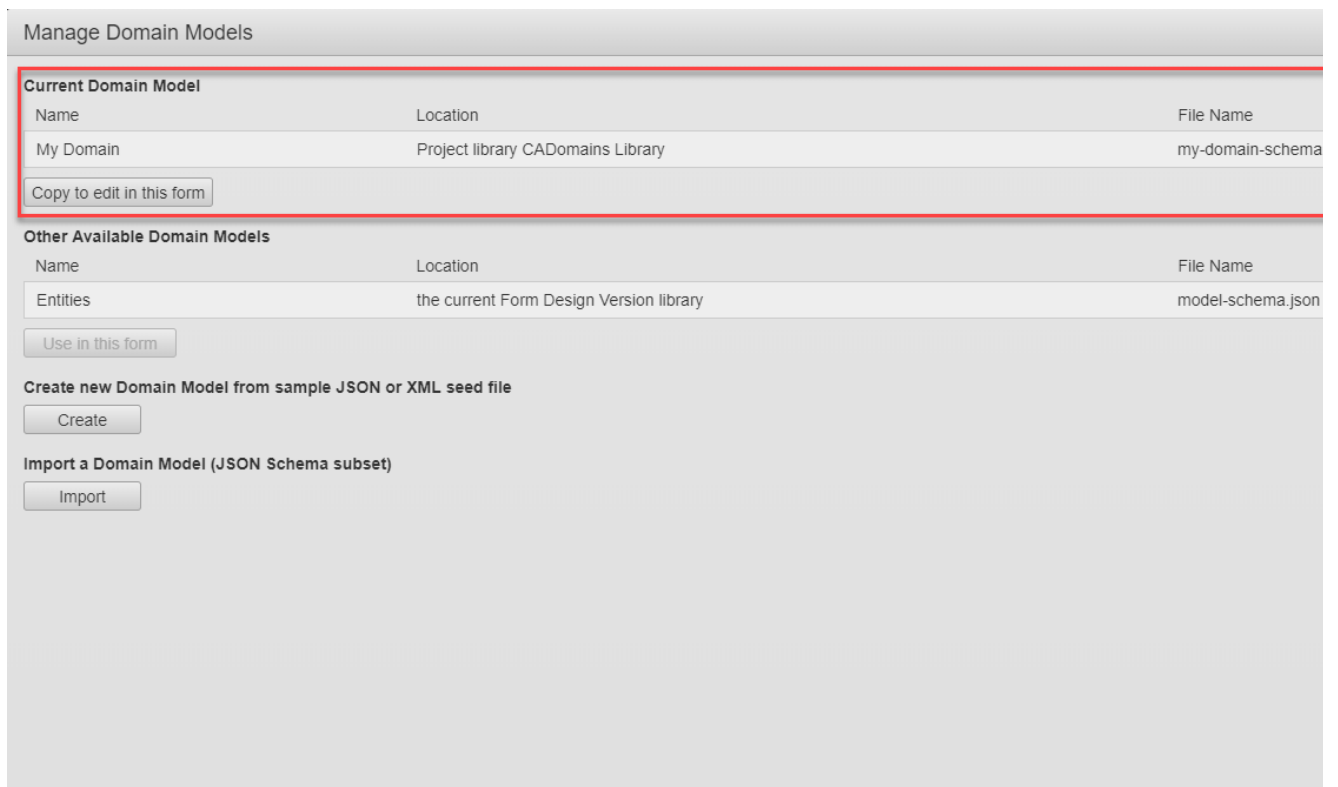 Manage Domain Models
Current Domain Model
Name Location File Name
My Domain Project library CADomains Library my-domain-schema
Copy to edit in this form
Other Available Domain Models
Name Location File Name
Entities the current Form Design Version library model-schema.json
Use in this form
Create new Domain Model from sample JSON or XML seed file
Create
Import a Domain Model (JSON Schema subset)
Import